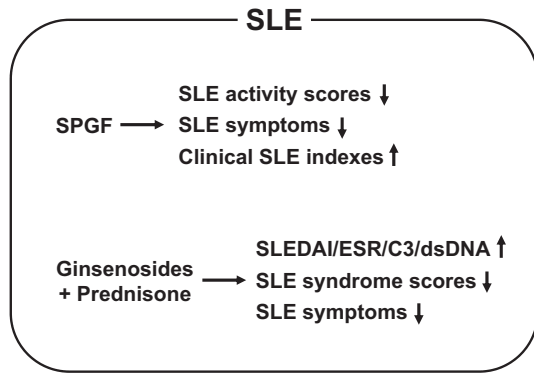 SLE
SLE activity scores ↓
SPGF → SLE symptoms ↓
Clinical SLE indexes ↑
SLEDAI/ESR/C3/dsDNA ↑
Ginsenosides
+ Prednisone → SLE syndrome scores ↓
SLE symptoms ↓